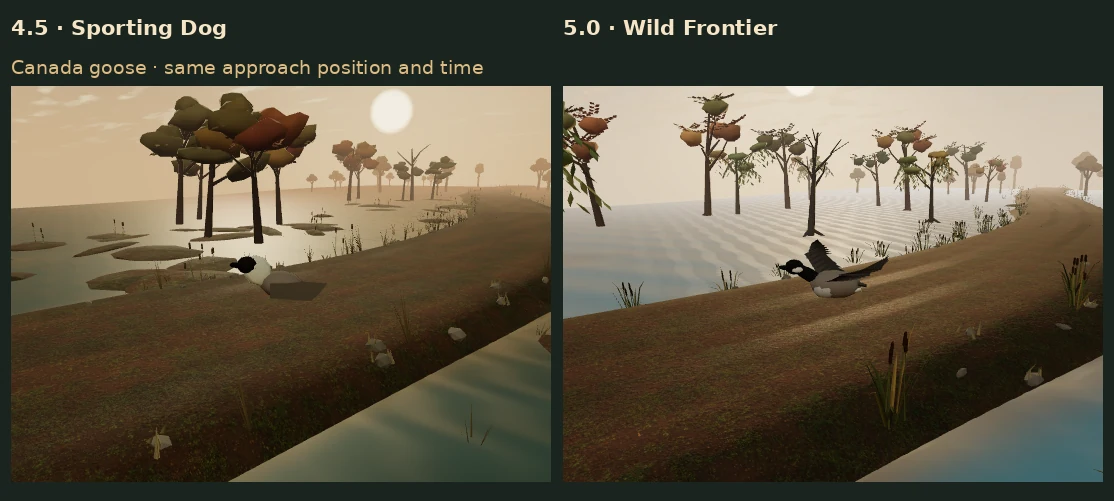 4.5 · Sporting Dog
5.0 · Wild Frontier
Canada goose · same approach position and time